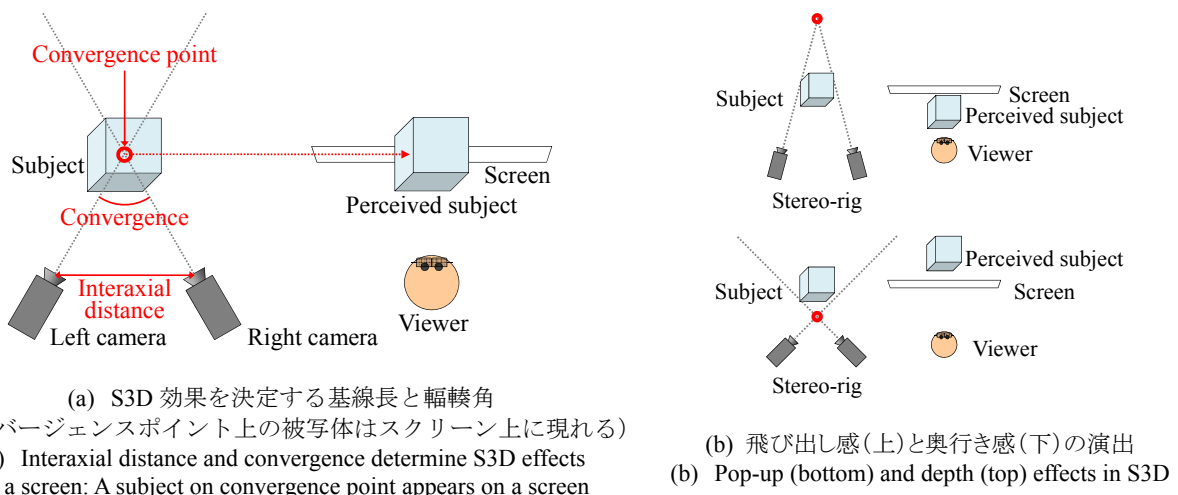 Convergence point
Subject
Convergence
Interaxial
distance
Left camera
Right camera
Screen
Perceived subject
Viewer
(a) S3D 効果を決定する基線長と輻輳角
バージェンスポイント上の被写体はスクリーン上に現れる）
) Interaxial distance and convergence determine S3D effects
a screen: A subject on convergence point appears on a screen
Subject
Stereo-rig
Screen
Perceived subject
Viewer
Subject
Stereo-rig
Perceived subject
Screen
Viewer
(b) 飛び出し感（上）と奥行き感（下）の演出
(b) Pop-up (bottom) and depth (top) effects in S3D